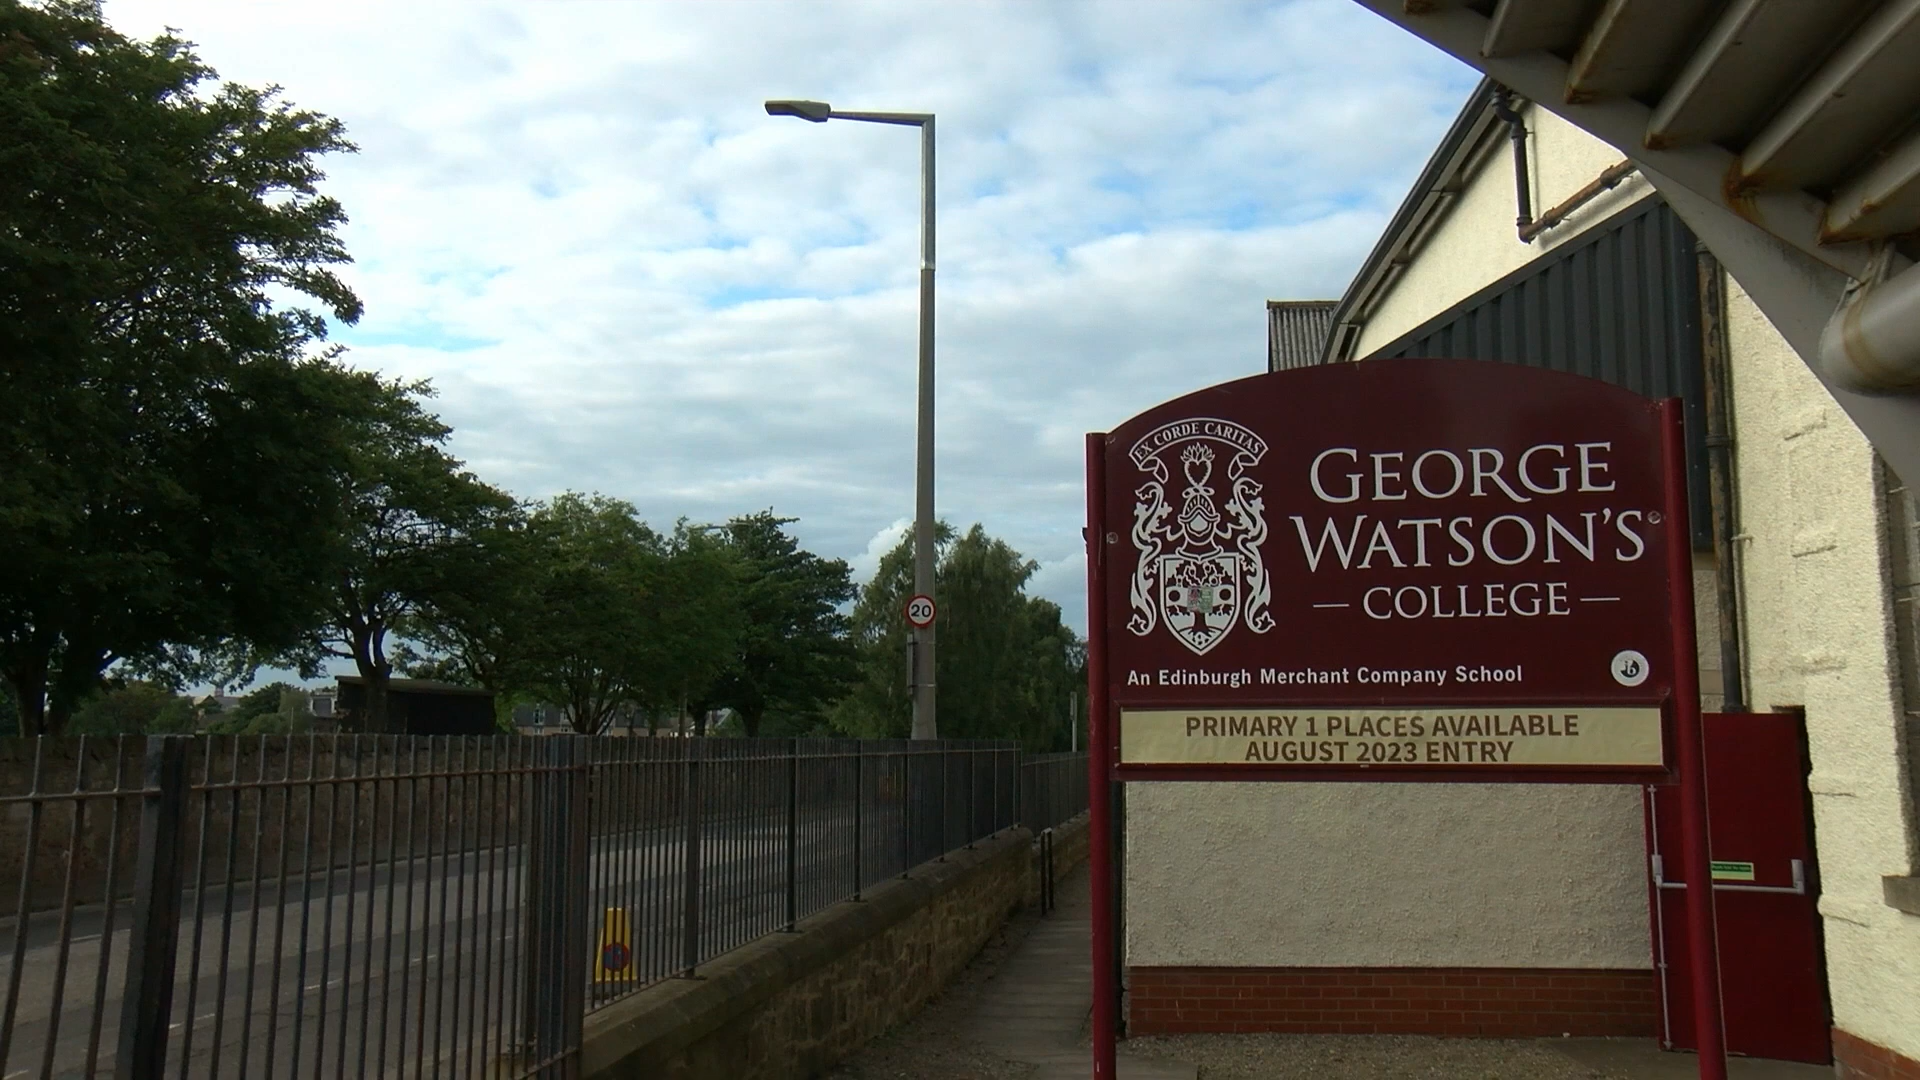 20
EX CORDE CARITAS
GEORGE
WATSON'S
— COLLEGE —
An Edinburgh Merchant Company School
PRIMARY 1 PLACES AVAILABLE
AUGUST 2023 ENTRY